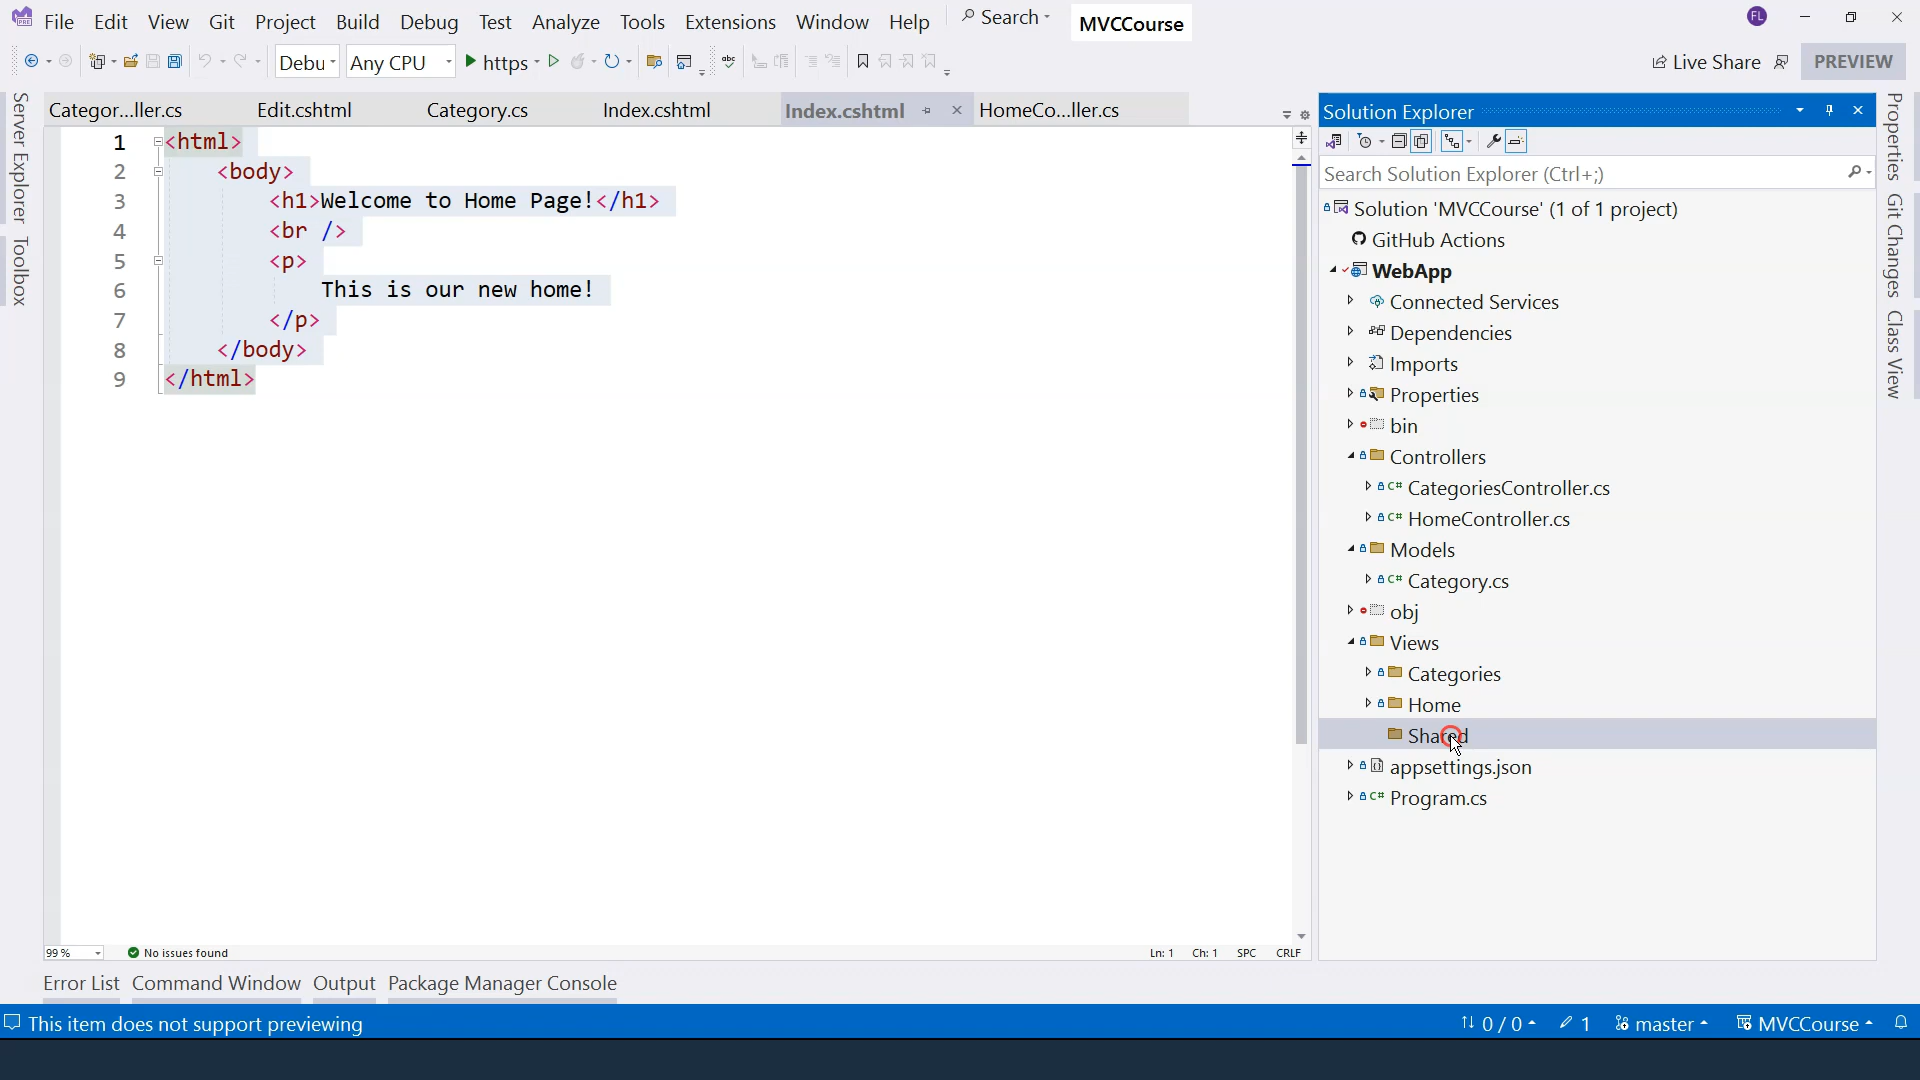 File Edit View Git Project Build Debug Test Analyze Tools Extensions Window Help Search MVCCourse FL
Debu Any CPU https abc Live Share PREVIEW
Server Explorer
Toolbox
Categor...ller.cs Edit.cshtml Category.cs Index.cshtml Index.cshtml HomeCo...ller.cs
1 <html>
2 <body>
3 <h1>Welcome to Home Page!</h1>
4 <br />
5 <p>
6 This is our new home!
7 </p>
8 </body>
9 </html>
99 % No issues found Ln: 1 Ch: 1 SPC CRLF
Solution Explorer
Search Solution Explorer (Ctrl+;)
Solution 'MVCCourse' (1 of 1 project)
GitHub Actions
WebApp
Connected Services
Dependencies
Imports
Properties
bin
Controllers
C# CategoriesController.cs
C# HomeController.cs
Models
C# Category.cs
obj
Views
Categories
Home
Shared
appsettings.json
C# Program.cs
Properties
Git Changes
Class View
Error List Command Window Output Package Manager Console
This item does not support previewing 0 / 0 1 master MVCCourse